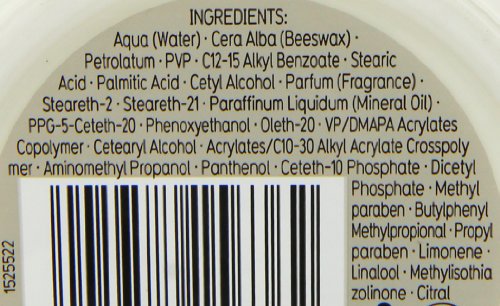 INGREDIENTS:
Aqua (Water) · Cera Alba (Beeswax) ·
Petrolatum · PVP · C12-15 Alkyl Benzoate · Stearic
Acid · Palmitic Acid · Cetyl Alcohol · Parfum (Fragrance) ·
Steareth-2 · Steareth-21 · Paraffinum Liquidum (Mineral Oil) ·
PPG-5-Ceteth-20 · Phenoxyethanol · Oleth-20 · VP/DMAPA Acrylates
Copolymer · Cetearyl Alcohol · Acrylates/C10-30 Alkyl Acrylate Crosspoly
mer · Aminomethyl Propanol · Panthenol · Ceteth-10 Phosphate · Dicetyl
Phosphate · Methyl
paraben · Butylphenyl
Methylpropional · Propyl
paraben · Limonene ·
Linalool · Methylisothia
zolinone · Citral
1525522